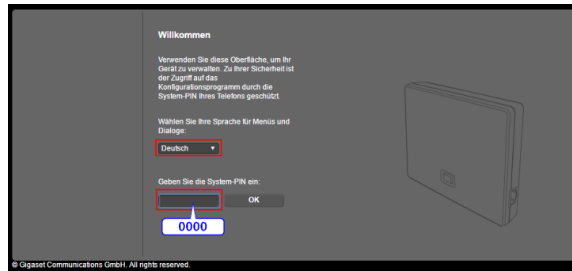 Willkommen
Verwenden Sie diese Oberfläche, um Ihr
Gerät zu verwalten. Zu Ihrer Sicherheit ist
der Zugriff auf das
Konfigurationsprogramm durch die
System-PIN Ihres Telefons geschützt.
Wählen Sie Ihre Sprache für Menüs und
Dialoge:
Deutsch
Geben Sie die System-PIN ein:
OK
0000
© Gigaset Communications GmbH. All rights reserved.